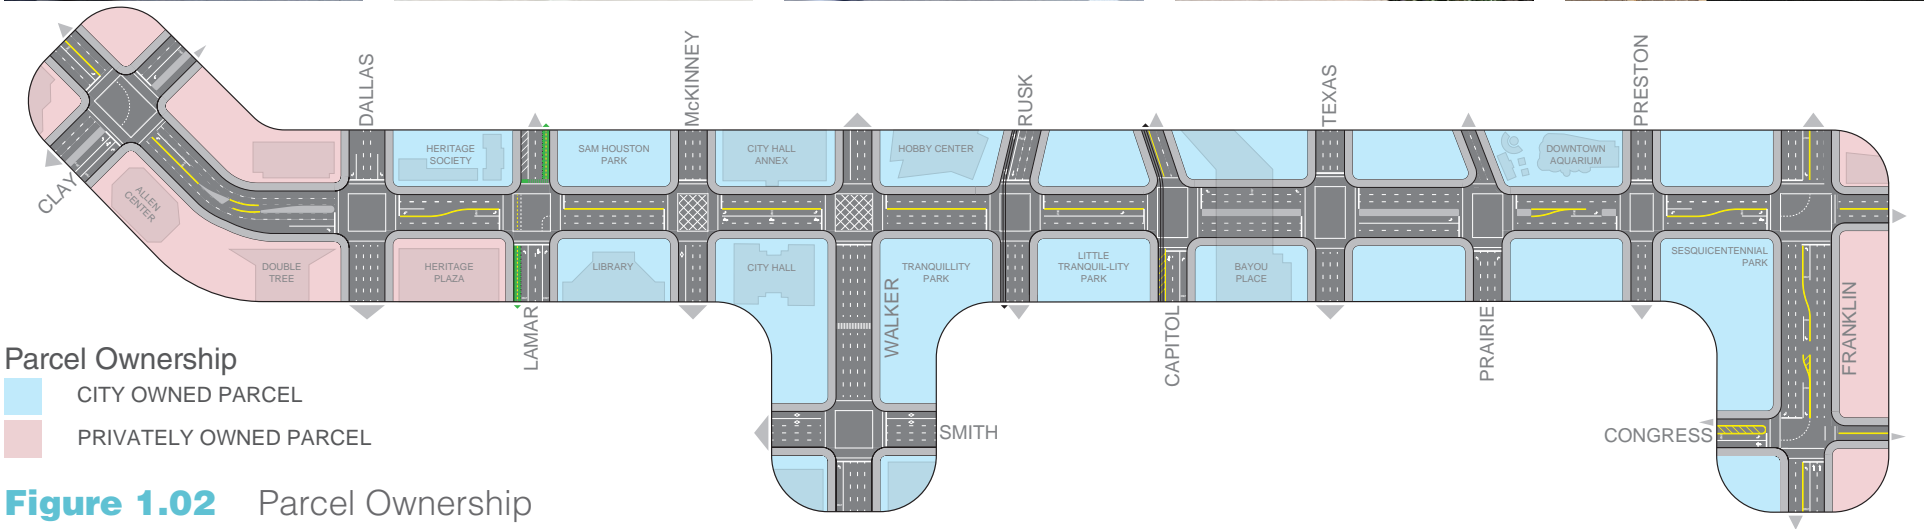 DALLAS
McKINNEY
RUSK
TEXAS
PRESTON
HERITAGE
SOCIETY
SAM HOUSTON
PARK
CITY HALL
ANNEX
HOBBY CENTER
DOWNTOWN
AQUARIUM
CLAY
ALLEN
CENTER
DOUBLE
TREE
HERITAGE
PLAZA
LIBRARY
CITY HALL
TRANQUILLITY
PARK
LITTLE
TRANQUIL-LITY
PARK
BAYOU
PLACE
SESQUICENTENNIAL
PARK
LAMAR
WALKER
CAPITOL
PRAIRIE
FRANKLIN
SMITH
CONGRESS
Parcel Ownership
CITY OWNED PARCEL
PRIVATELY OWNED PARCEL
Figure 1.02 Parcel Ownership